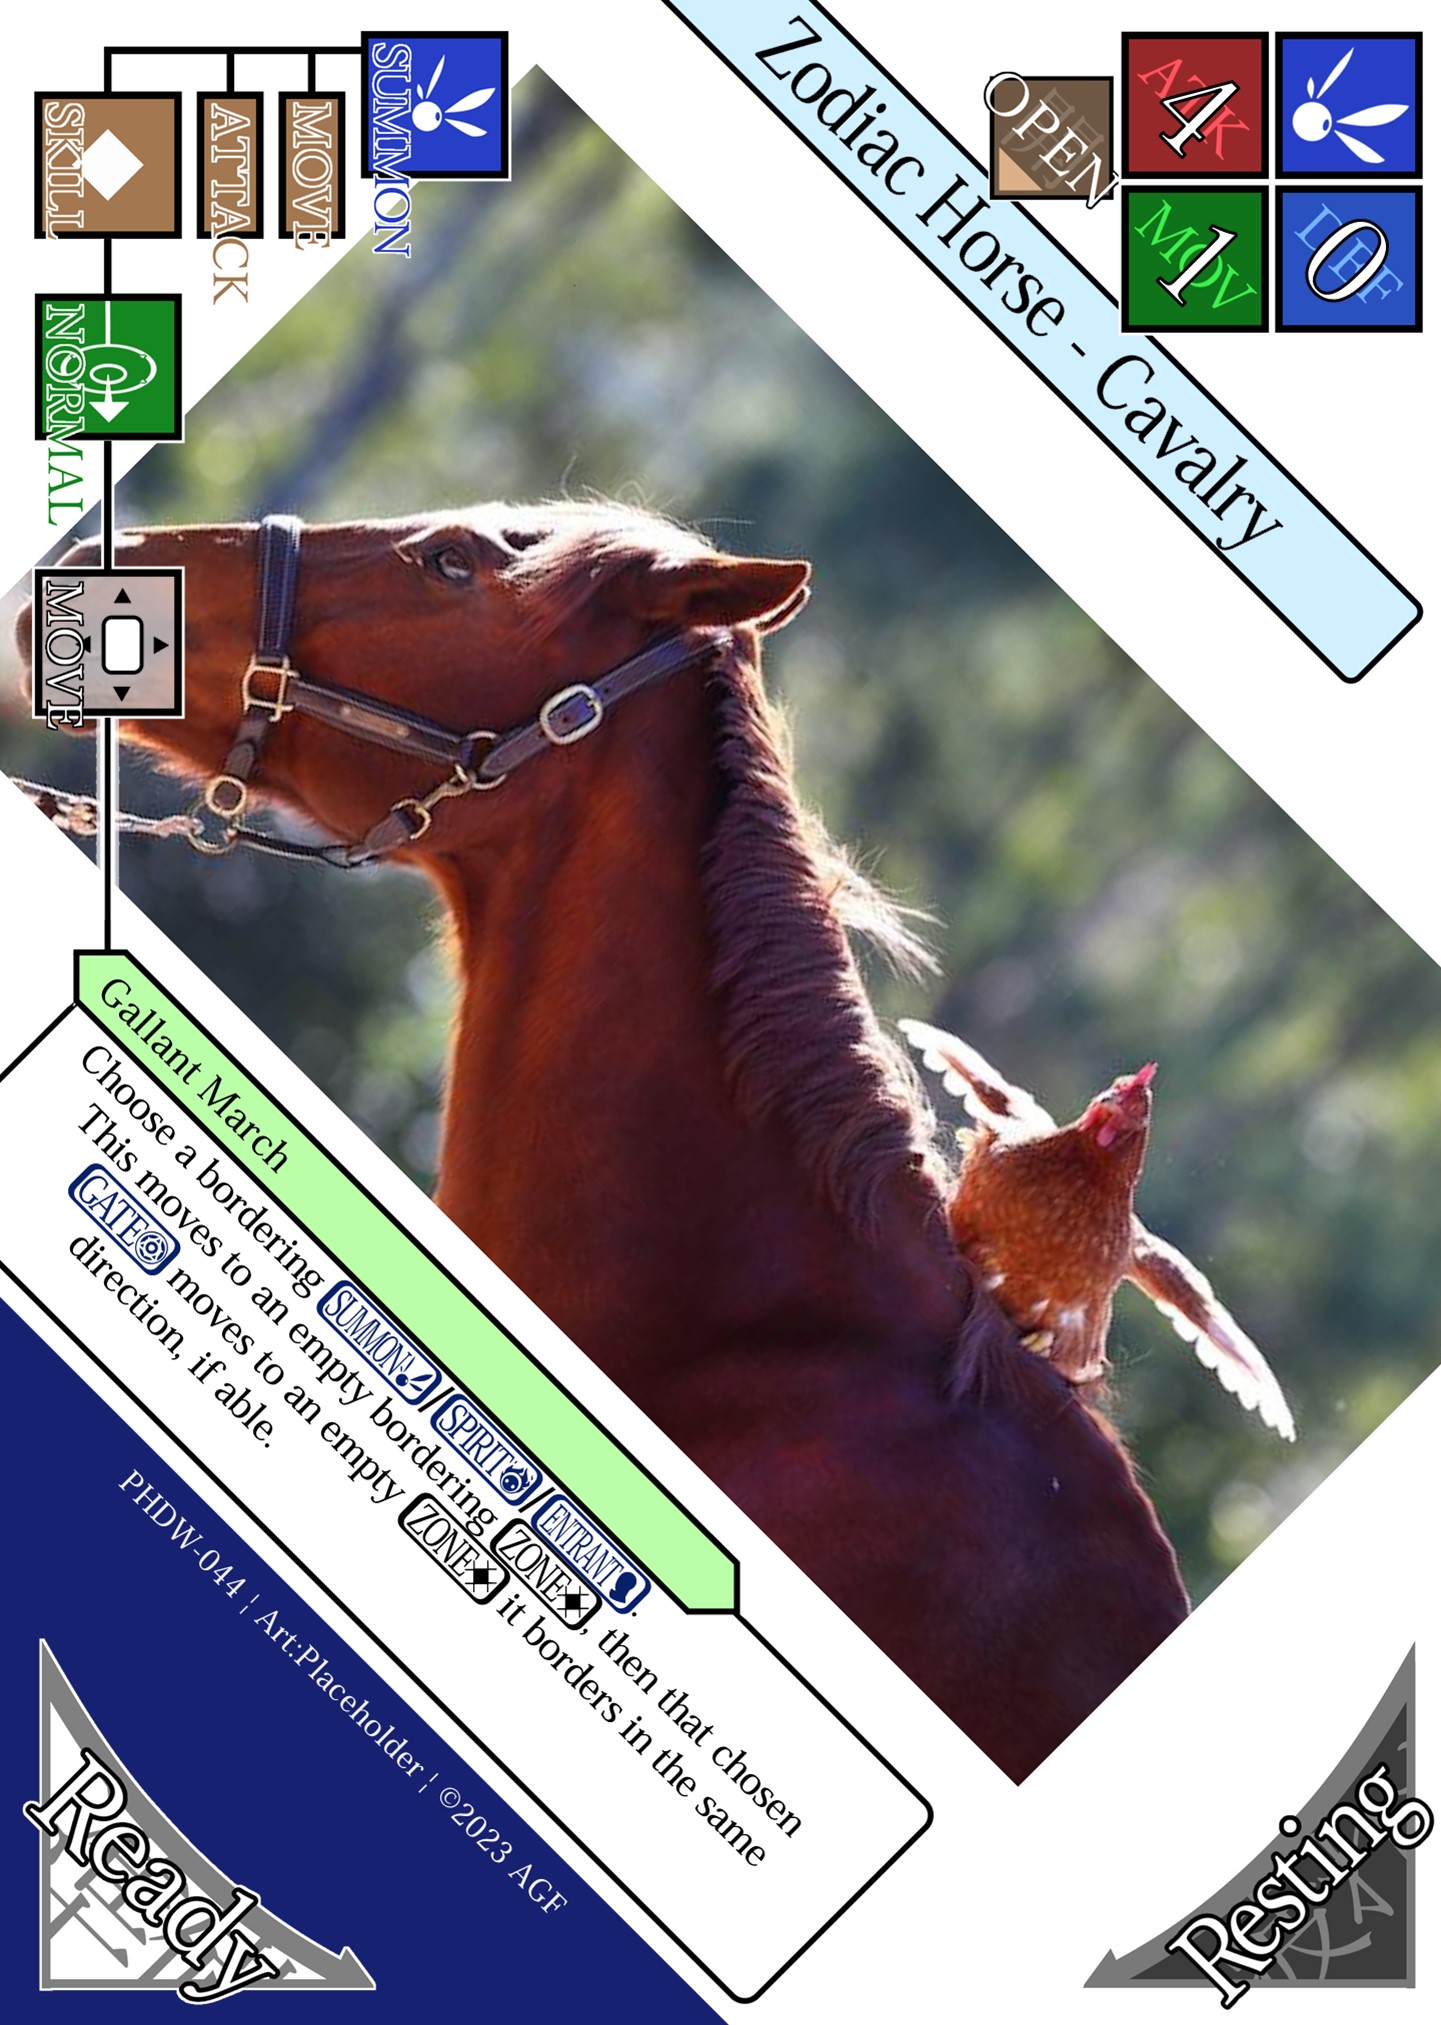 Zodiac Horse - Cavalry
OPEN
ATK 4
MOV 1
DEF 0
SUMMON
MOVE
ATTACK
SKILL
NORMAL
MOVE
Gallant March
Choose a bordering SUMMON/SPIRIT/ENTRANT.
This moves to an empty bordering ZONE, then that chosen
GATE moves to an empty ZONE it borders in the same
direction, if able.
PHDW-044 ¦ Art:Placeholder ¦ ©2023 AGF
Ready
Resting